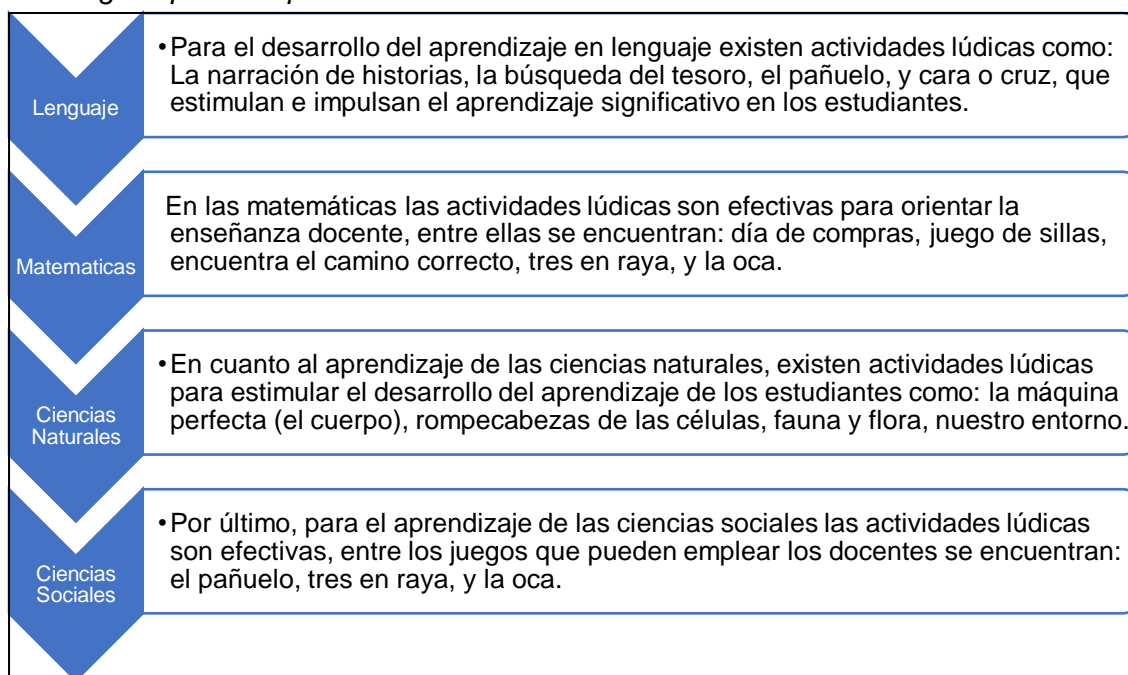 Lenguaje
•Para el desarrollo del aprendizaje en lenguaje existen actividades lúdicas como:
La narración de historias, la búsqueda del tesoro, el pañuelo, y cara o cruz, que
estimulan e impulsan el aprendizaje significativo en los estudiantes.
Matematicas
En las matemáticas las actividades lúdicas son efectivas para orientar la
enseñanza docente, entre ellas se encuentran: día de compras, juego de sillas,
encuentra el camino correcto, tres en raya, y la oca.
Ciencias
Naturales
•En cuanto al aprendizaje de las ciencias naturales, existen actividades lúdicas
para estimular el desarrollo del aprendizaje de los estudiantes como: la máquina
perfecta (el cuerpo), rompecabezas de las células, fauna y flora, nuestro entorno.
Ciencias
Sociales
•Por último, para el aprendizaje de las ciencias sociales las actividades lúdicas
son efectivas, entre los juegos que pueden emplear los docentes se encuentran:
el pañuelo, tres en raya, y la oca.